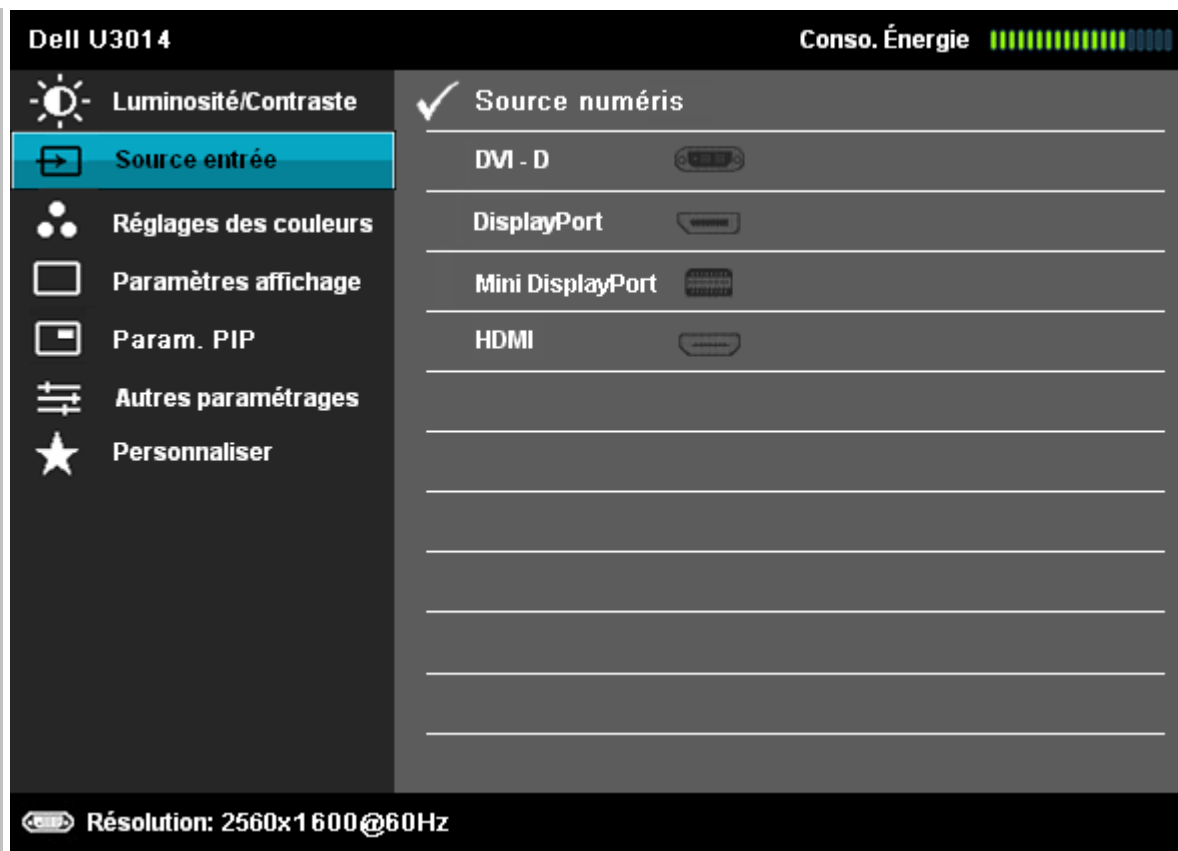 Dell U3014
Conso. Énergie
Luminosité/Contraste
Source entrée
Réglages des couleurs
Paramètres affichage
Param. PIP
Autres paramétrages
Personnaliser
Source numéris
DVI - D
DisplayPort
Mini DisplayPort
HDMI
Résolution: 2560x1600@60Hz